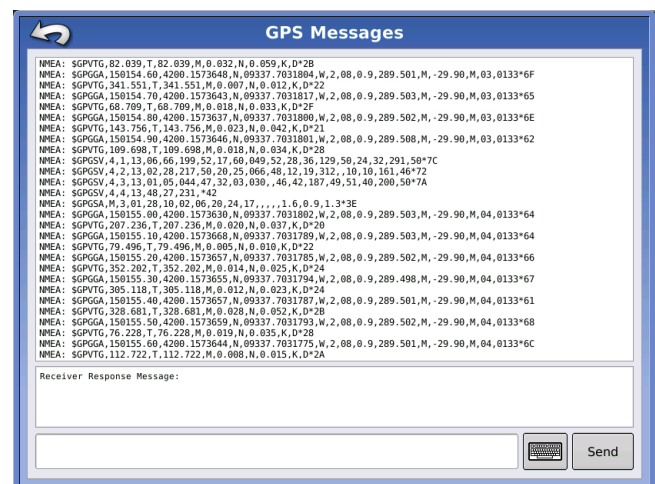 GPS Messages
NMEA: $GPVTG,82.039,T,82.039,M,0.032,N,0.059,K,D*2B
NMEA: $GPGGA,150154.60,4200.1573648,N,09337.7031804,W,2,08,0.9,289.501,M,-29.90,M,03,0133*6F
NMEA: $GPVTG,341.551,T,341.551,M,0.007,N,0.012,K,D*22
NMEA: $GPGGA,150154.70,4200.1573643,N,09337.7031817,W,2,08,0.9,289.503,M,-29.90,M,03,0133*65
NMEA: $GPVTG,68.709,T,68.709,M,0.018,N,0.033,K,D*2F
NMEA: $GPGGA,150154.80,4200.1573637,N,09337.7031800,W,2,08,0.9,289.502,M,-29.90,M,03,0133*6E
NMEA: $GPVTG,143.756,T,143.756,M,0.023,N,0.042,K,D*21
NMEA: $GPGGA,150154.90,4200.1573646,N,09337.7031801,W,2,08,0.9,289.508,M,-29.90,M,03,0133*62
NMEA: $GPVTG,109.698,T,109.698,M,0.018,N,0.034,K,D*28
NMEA: $GPGSV,4,1,13,06,66,199,52,17,60,049,52,28,36,129,50,24,32,291,50*7C
NMEA: $GPGSV,4,2,13,02,28,217,50,20,25,066,48,12,19,312,,10,10,161,46*72
NMEA: $GPGSV,4,3,13,01,05,044,47,32,03,030,,46,42,187,49,51,40,200,50*7A
NMEA: $GPGSV,4,4,13,48,27,231,*42
NMEA: $GPGSA,M,3,01,28,10,02,06,20,24,17,,,,,1.6,0.9,1.3*3E
NMEA: $GPGGA,150155.00,4200.1573630,N,09337.7031802,W,2,08,0.9,289.503,M,-29.90,M,04,0133*64
NMEA: $GPVTG,207.236,T,207.236,M,0.020,N,0.037,K,D*20
NMEA: $GPGGA,150155.10,4200.1573668,N,09337.7031789,W,2,08,0.9,289.503,M,-29.90,M,04,0133*64
NMEA: $GPVTG,79.496,T,79.496,M,0.005,N,0.010,K,D*22
NMEA: $GPGGA,150155.20,4200.1573657,N,09337.7031785,W,2,08,0.9,289.502,M,-29.90,M,04,0133*66
NMEA: $GPVTG,352.202,T,352.202,M,0.014,N,0.025,K,D*24
NMEA: $GPGGA,150155.30,4200.1573655,N,09337.7031794,W,2,08,0.9,289.498,M,-29.90,M,04,0133*67
NMEA: $GPVTG,305.118,T,305.118,M,0.012,N,0.023,K,D*24
NMEA: $GPGGA,150155.40,4200.1573657,N,09337.7031787,W,2,08,0.9,289.501,M,-29.90,M,04,0133*61
NMEA: $GPVTG,328.681,T,328.681,M,0.028,N,0.052,K,D*2B
NMEA: $GPGGA,150155.50,4200.1573659,N,09337.7031793,W,2,08,0.9,289.502,M,-29.90,M,04,0133*68
NMEA: $GPVTG,76.228,T,76.228,M,0.019,N,0.035,K,D*28
NMEA: $GPGGA,150155.60,4200.1573644,N,09337.7031775,W,2,08,0.9,289.501,M,-29.90,M,04,0133*6C
NMEA: $GPVTG,112.722,T,112.722,M,0.008,N,0.015,K,D*2A
Receiver Response Message:
Send